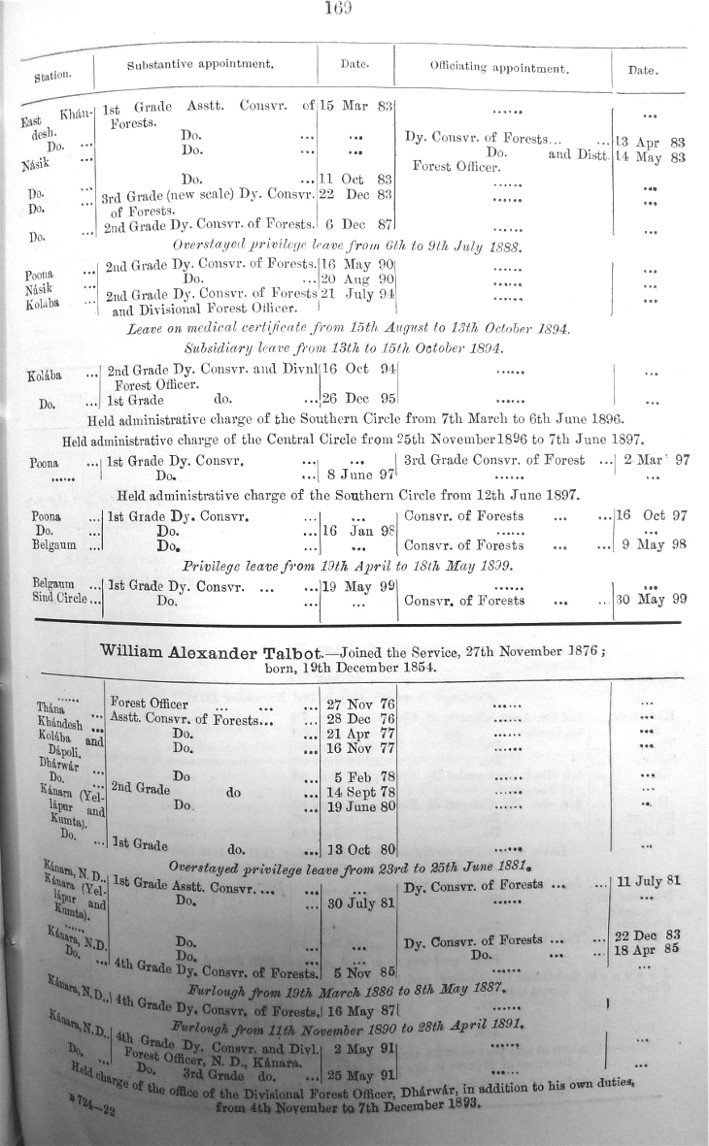 169
Station. Substantive appointment. Date. Officiating appointment. Date.
East Khán- 1st Grade Asstt. Consvr. of 15 Mar 83 ...... ...
desh. Forests.
Do. ... Do. ... ... Dy. Consvr. of Forests... ... 13 Apr 83
Násik ... Do. ... ... Do. and Distt. 14 May 83
Forest Officer.
Do. ... Do. ... 11 Oct 83 ...... ...
Do. ... 3rd Grade (new scale) Dy. Consvr. 22 Dec 83 ...... ...
of Forests.
Do. ... 2nd Grade Dy. Consvr. of Forests. 6 Dec 87 ...... ...
Overstayed privilege leave from 6th to 9th July 1888.
Poona ... 2nd Grade Dy. Consvr. of Forests. 16 May 90 ...... ...
Násik ... Do. ... 20 Aug 90 ...... ...
Kolába ... 2nd Grade Dy. Consvr. of Forests 21 July 94 ...... ...
and Divisional Forest Officer.
Leave on medical certificate from 15th August to 13th October 1894.
Subsidiary leave from 13th to 15th October 1894.
Kolába ... 2nd Grade Dy. Consvr. and Divnl 16 Oct 94 ...... ...
Forest Officer.
Do. ... 1st Grade do. ... 26 Dec 95 ...... ...
Held administrative charge of the Southern Circle from 7th March to 6th June 1896.
Held administrative charge of the Central Circle from 25th November 1896 to 7th June 1897.
Poona ... 1st Grade Dy. Consvr. ... ... 3rd Grade Consvr. of Forest ... 2 Mar 97
...... Do. ... 8 June 97 ...... ...
Held administrative charge of the Southern Circle from 12th June 1897.
Poona ... 1st Grade Dy. Consvr. ... ... Consvr. of Forests ... ... 16 Oct 97
Do. ... Do. ... 16 Jan 98 ...... ...
Belgaum ... Do. ... ... Consvr. of Forests ... ... 9 May 98
Privilege leave from 19th April to 18th May 1899.
Belgaum ... 1st Grade Dy. Consvr. ... ... 19 May 99 ...... ...
Sind Circle ... Do. ... ... Consvr. of Forests ... ... 30 May 99
William Alexander Talbot.—Joined the Service, 27th November 1876;
born, 19th December 1854.
...... Forest Officer ... ... ... 27 Nov 76 ...... ...
Thána ... Asstt. Consvr. of Forests... ... 28 Dec 76 ...... ...
Khándesh ... Do. ... 21 Apr 77 ...... ...
Kolába and Do. ... 16 Nov 77 ...... ...
Dápoli.
Dhárwár ... Do ... 5 Feb 78 ...... ...
Do. ... 2nd Grade do ... 14 Sept 78 ...... ...
Kánara (Yel- Do. ... 19 June 80 ...... ...
lápur and
Kumta).
Do. ... 1st Grade do. ... 13 Oct 80 ...... ...
Overstayed privilege leave from 23rd to 25th June 1881.
Kánara, N. D... 1st Grade Asstt. Consvr. ... ... ... Dy. Consvr. of Forests ... ... 11 July 81
Kánara (Yel- Do. ... 30 July 81 ...... ...
lápur and
Kumta).
......
Kánara, N.D. Do. ... ... Dy. Consvr. of Forests ... ... 22 Dec 83
Do. ... Do. ... ... Do. ... ... 18 Apr 85
4th Grade Dy. Consvr. of Forests. 5 Nov 85 ...... ...
Furlough from 19th March 1886 to 8th May 1887.
Kánara, N. D... 4th Grade Dy. Consvr. of Forests. 16 May 87 ......
Furlough from 11th November 1890 to 28th April 1891.
Kánara, N. D... 4th Grade Dy. Consvr. and Divl. 2 May 91 ...... ...
Forest Officer, N. D., Kánara.
Do. ... Do. 3rd Grade do. ... 25 May 91 ...... ...
Held charge of the office of the Divisional Forest Officer, Dhárwár, in addition to his own duties,
from 4th November to 7th December 1893.
B 724—22